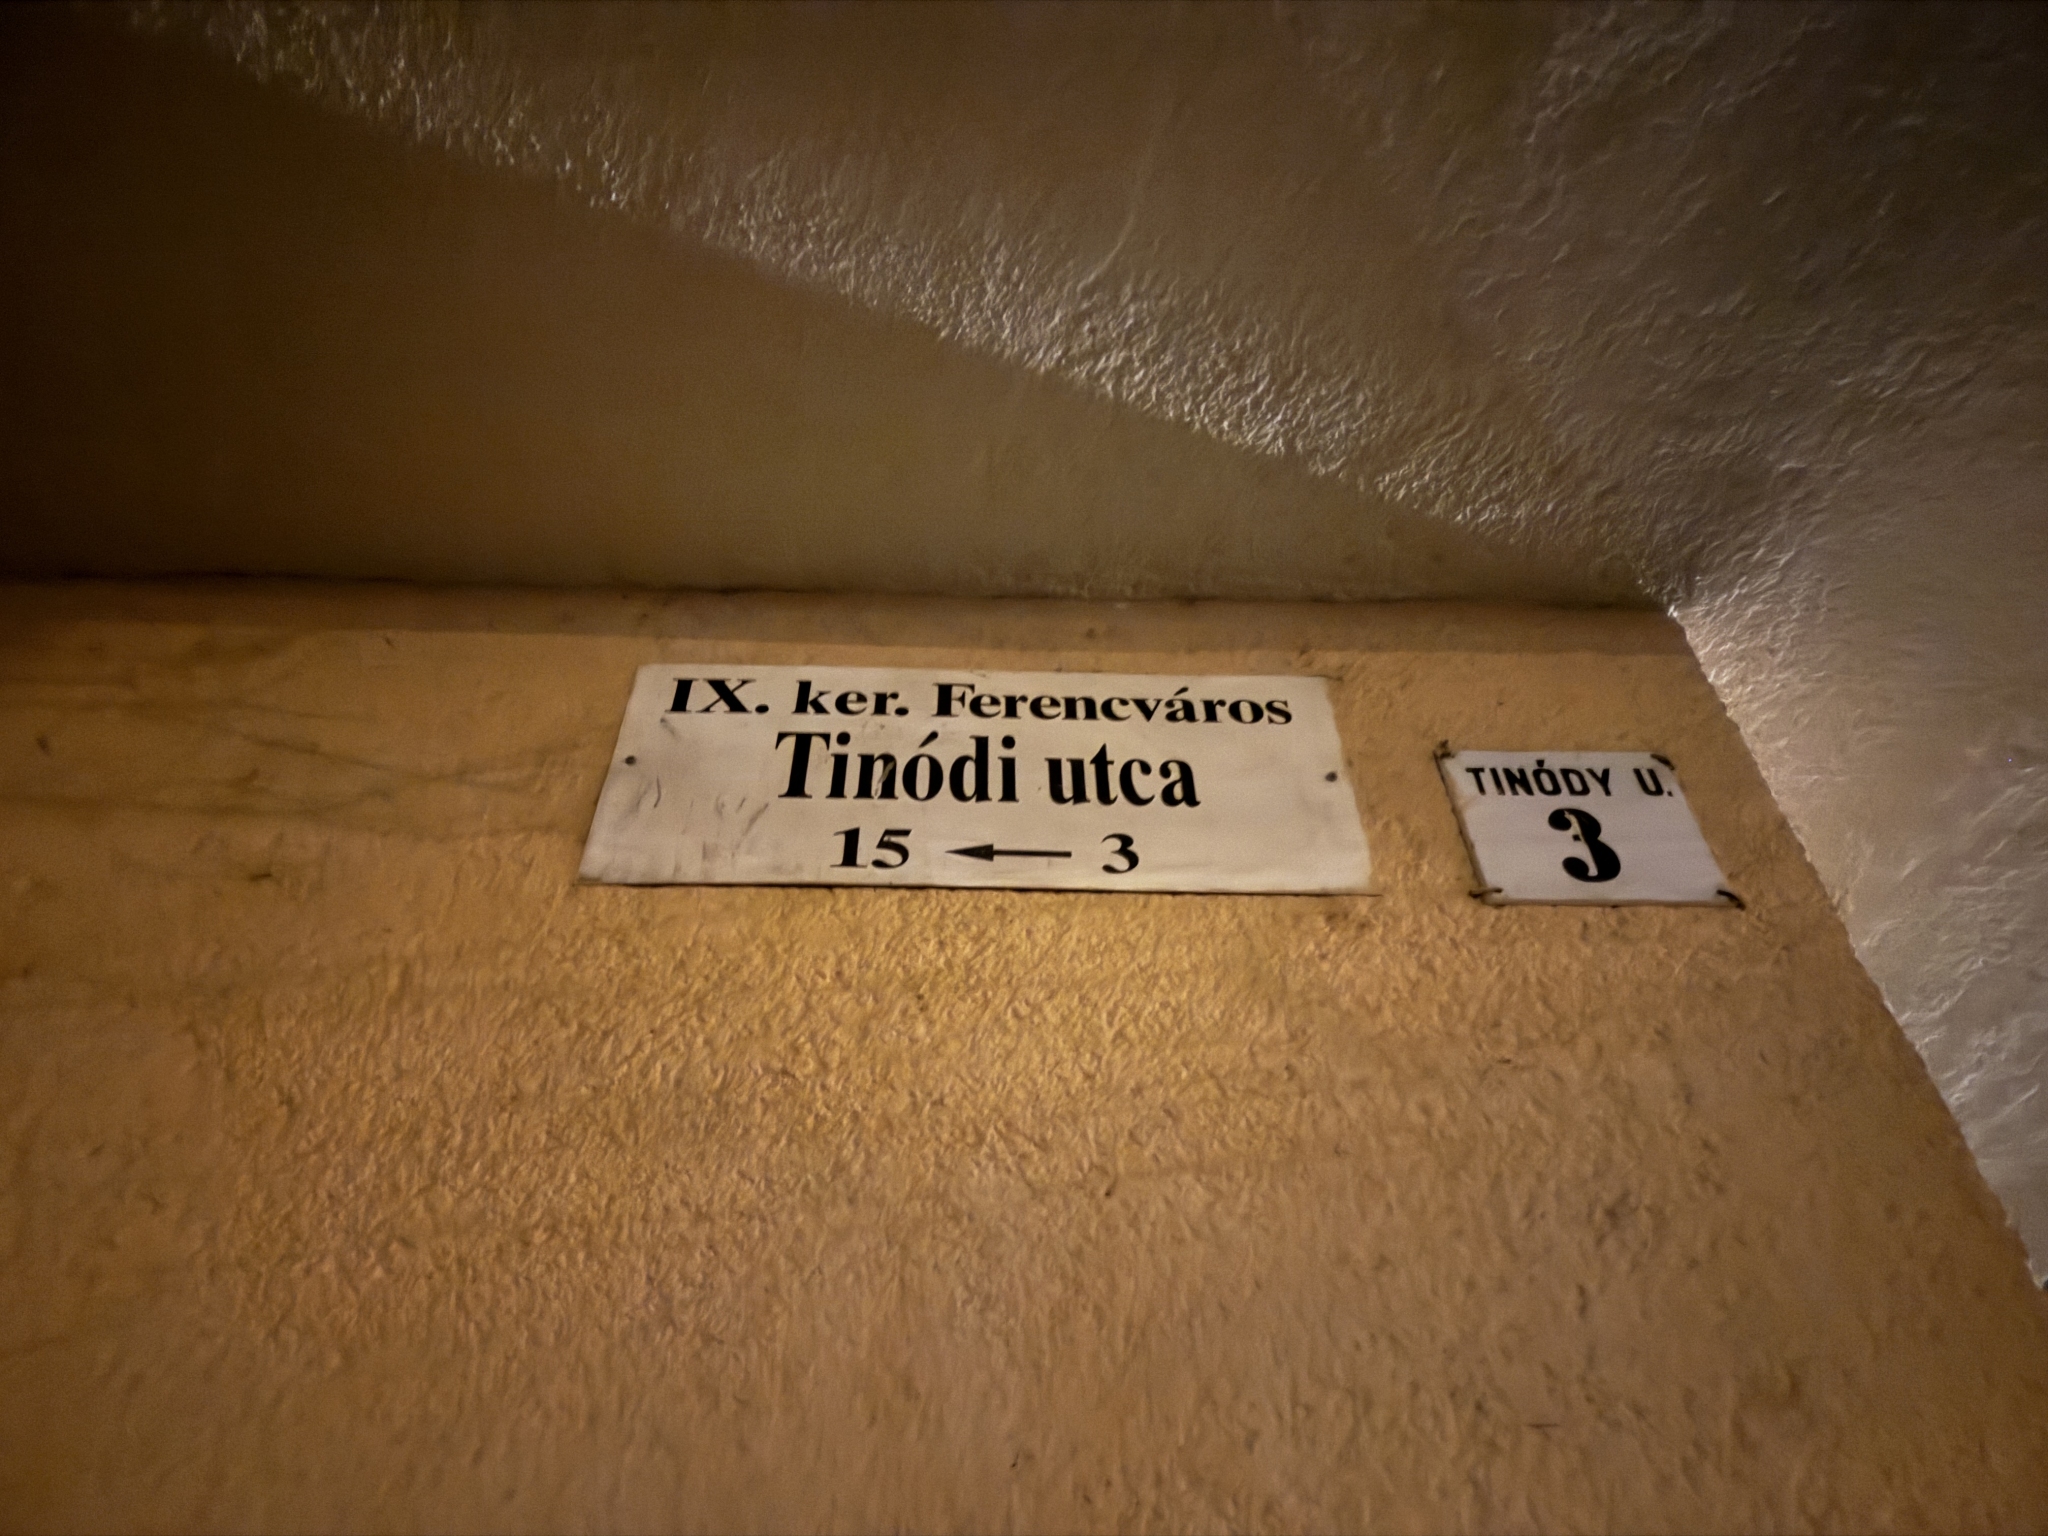 IX. ker. Ferencváros
Tinódi utca
15 ← 3
TINÓDY U.
3